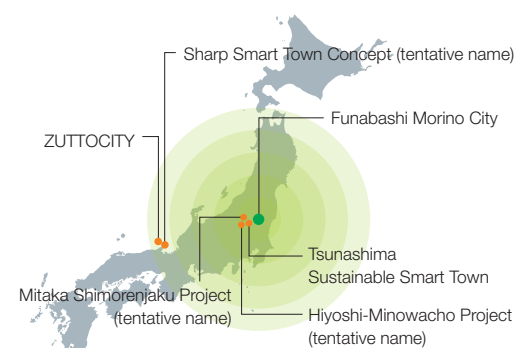 Sharp Smart Town Concept (tentative name)
Funabashi Morino City
ZUTTOCITY
Tsunashima
Sustainable Smart Town
Mitaka Shimorenjaku Project
(tentative name)
Hiyoshi-Minowacho Project
(tentative name)